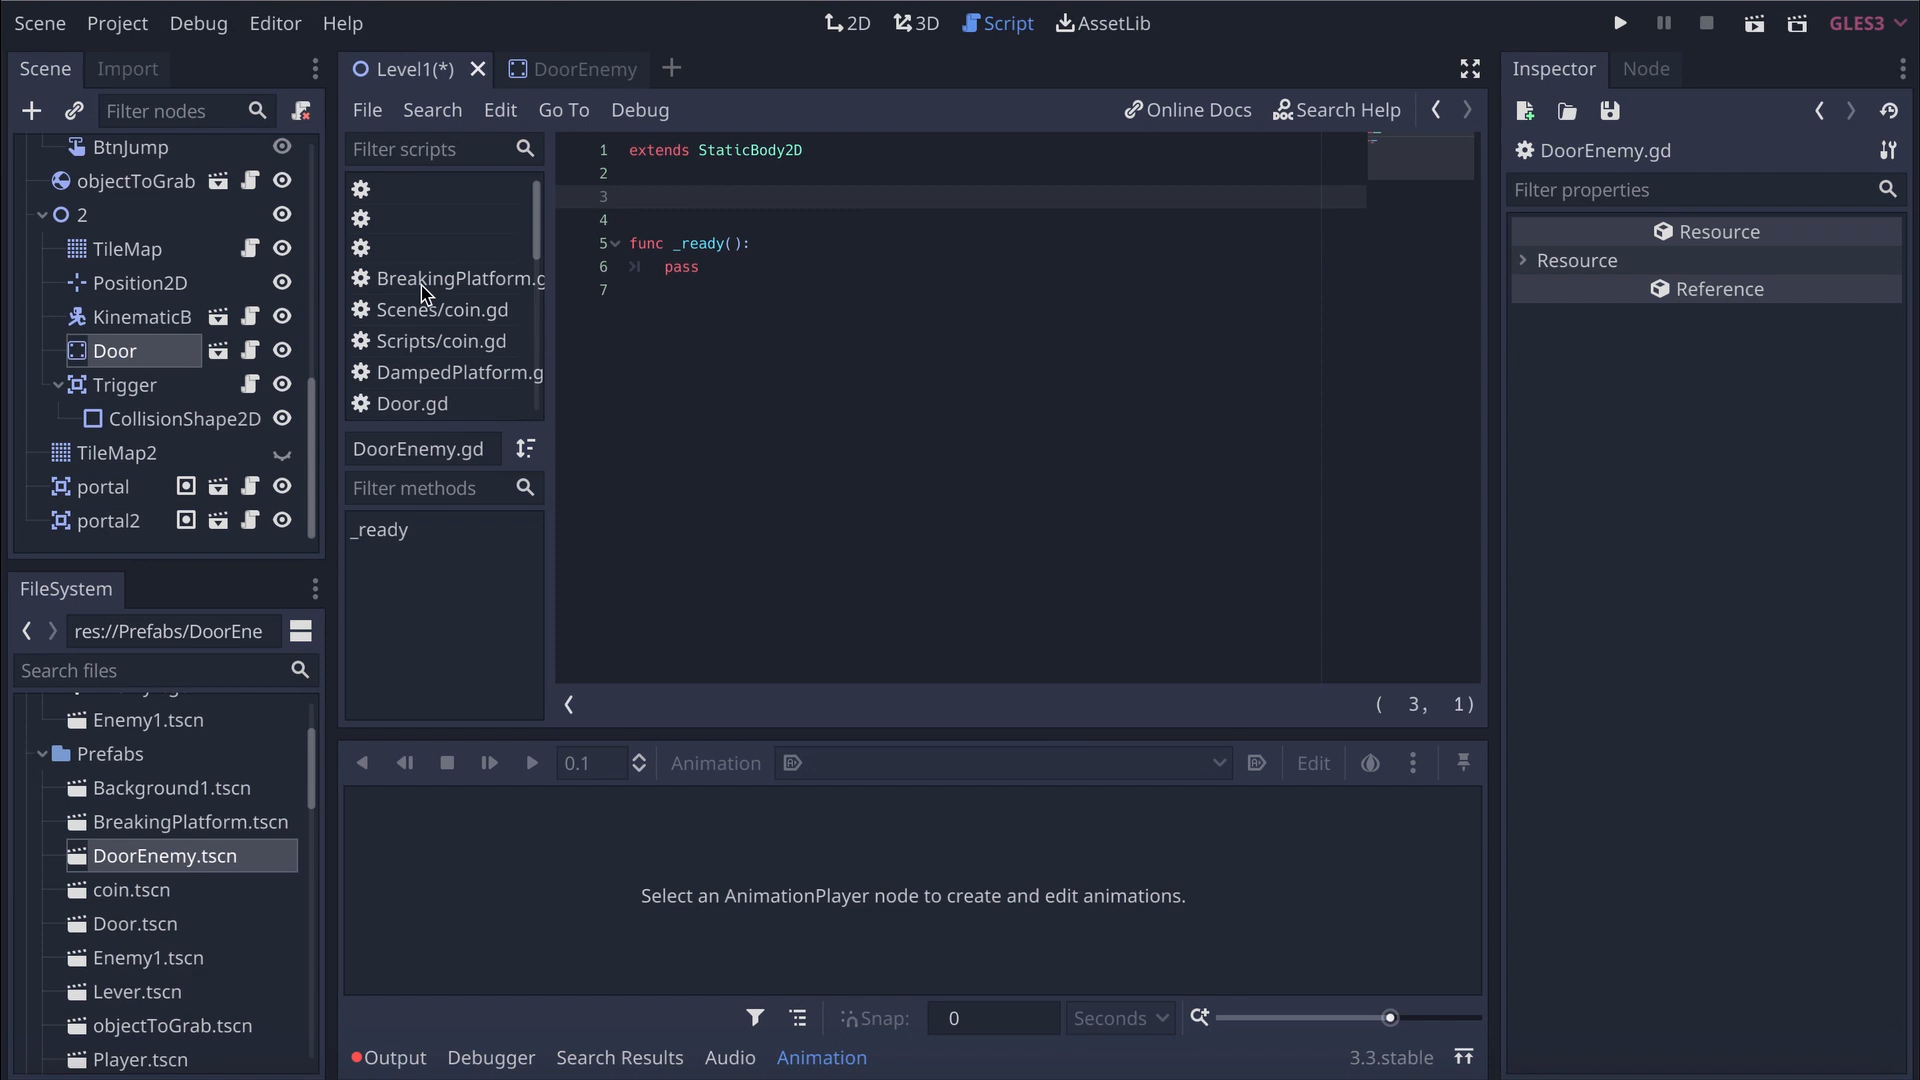 Scene Project Debug Editor Help
2D 3D Script AssetLib
GLES3
Scene Import
Filter nodes
BtnJump
objectToGrab
2
TileMap
Position2D
KinematicB
Door
Trigger
CollisionShape2D
TileMap2
portal
portal2
FileSystem
res://Prefabs/DoorEne
Search files
Enemy1.tscn
Prefabs
Background1.tscn
BreakingPlatform.tscn
DoorEnemy.tscn
coin.tscn
Door.tscn
Enemy1.tscn
Lever.tscn
objectToGrab.tscn
Player.tscn
Level1(*) DoorEnemy
File Search Edit Go To Debug
Online Docs Search Help
Filter scripts
BreakingPlatform.g
Scenes/coin.gd
Scripts/coin.gd
DampedPlatform.g
Door.gd
DoorEnemy.gd
Filter methods
_ready
1 extends StaticBody2D
2
3
4
5 func _ready():
6 pass
7
( 3, 1)
0.1 Animation Edit
Select an AnimationPlayer node to create and edit animations.
Snap: 0 Seconds
Output Debugger Search Results Audio Animation
3.3.stable
Inspector Node
DoorEnemy.gd
Filter properties
Resource
Resource
Reference